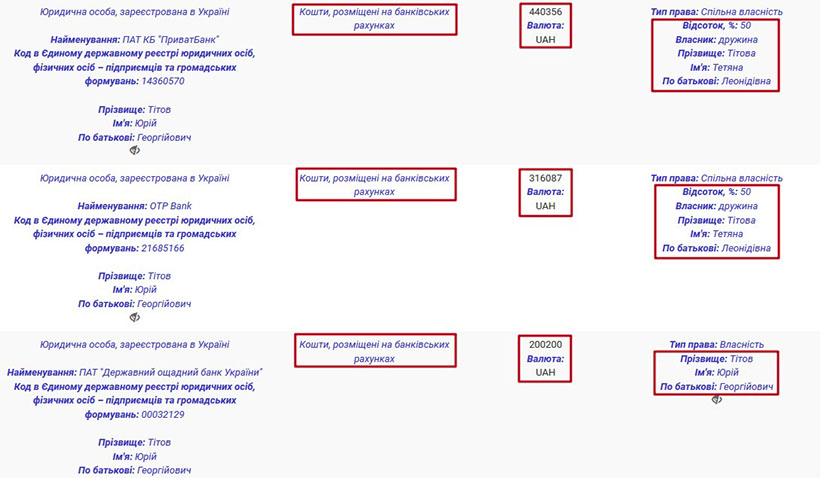 Юридична особа, зареєстрована в Україні
Найменування: ПАТ КБ "ПриватБанк"
Код в Єдиному державному реєстрі юридичних осіб,
фізичних осіб – підприємців та громадських
формувань: 14360570
Прізвище: Тітов
Ім'я: Юрій
По батькові: Георгійович
Кошти, розміщені на банківських
рахунках
440356
Валюта:
UAH
Тип права: Спільна власність
Відсоток, %: 50
Власник: дружина
Прізвище: Тітова
Ім'я: Тетяна
По батькові: Леонідівна
Юридична особа, зареєстрована в Україні
Найменування: OTP Bank
Код в Єдиному державному реєстрі юридичних осіб,
фізичних осіб – підприємців та громадських
формувань: 21685166
Прізвище: Тітов
Ім'я: Юрій
По батькові: Георгійович
Кошти, розміщені на банківських
рахунках
316087
Валюта:
UAH
Тип права: Спільна власність
Відсоток, %: 50
Власник: дружина
Прізвище: Тітова
Ім'я: Тетяна
По батькові: Леонідівна
Юридична особа, зареєстрована в Україні
Найменування: ПАТ "Державний ощадний банк України"
Код в Єдиному державному реєстрі юридичних осіб,
фізичних осіб – підприємців та громадських
формувань: 00032129
Прізвище: Тітов
Ім'я: Юрій
По батькові: Георгійович
Кошти, розміщені на банківських
рахунках
200200
Валюта:
UAH
Тип права: Власність
Прізвище: Тітов
Ім'я: Юрій
По батькові: Георгійович